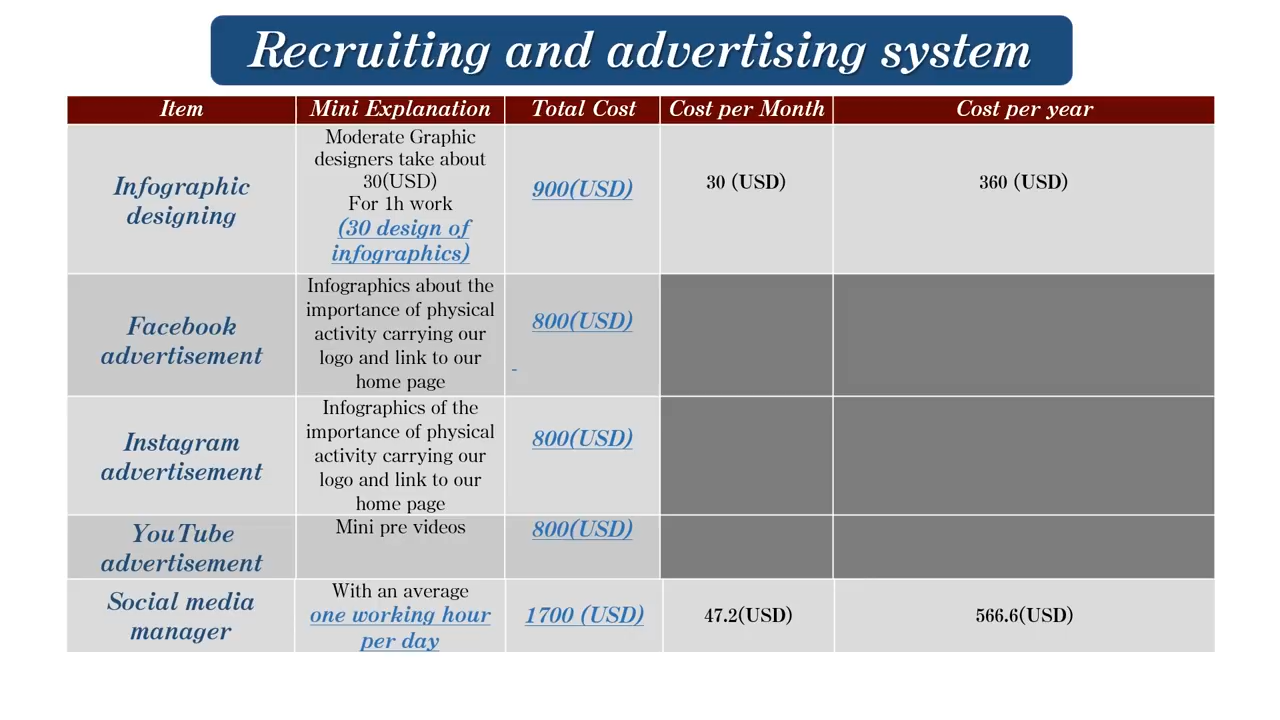 Recruiting and advertising system
Item
Mini Explanation
Total Cost
Cost per Month
Cost per year
Infographic
designing
Moderate Graphic
designers take about
30(USD)
For 1h work
(30 design of
infographics)
900(USD)
30 (USD)
360 (USD)
Facebook
advertisement
Infographics about the
importance of physical
activity carrying our
logo and link to our
home page
800(USD)
-
Instagram
advertisement
Infographics of the
importance of physical
activity carrying our
logo and link to our
home page
800(USD)
YouTube
advertisement
Mini pre videos
800(USD)
Social media
manager
With an average
one working hour
per day
1700 (USD)
47.2(USD)
566.6(USD)